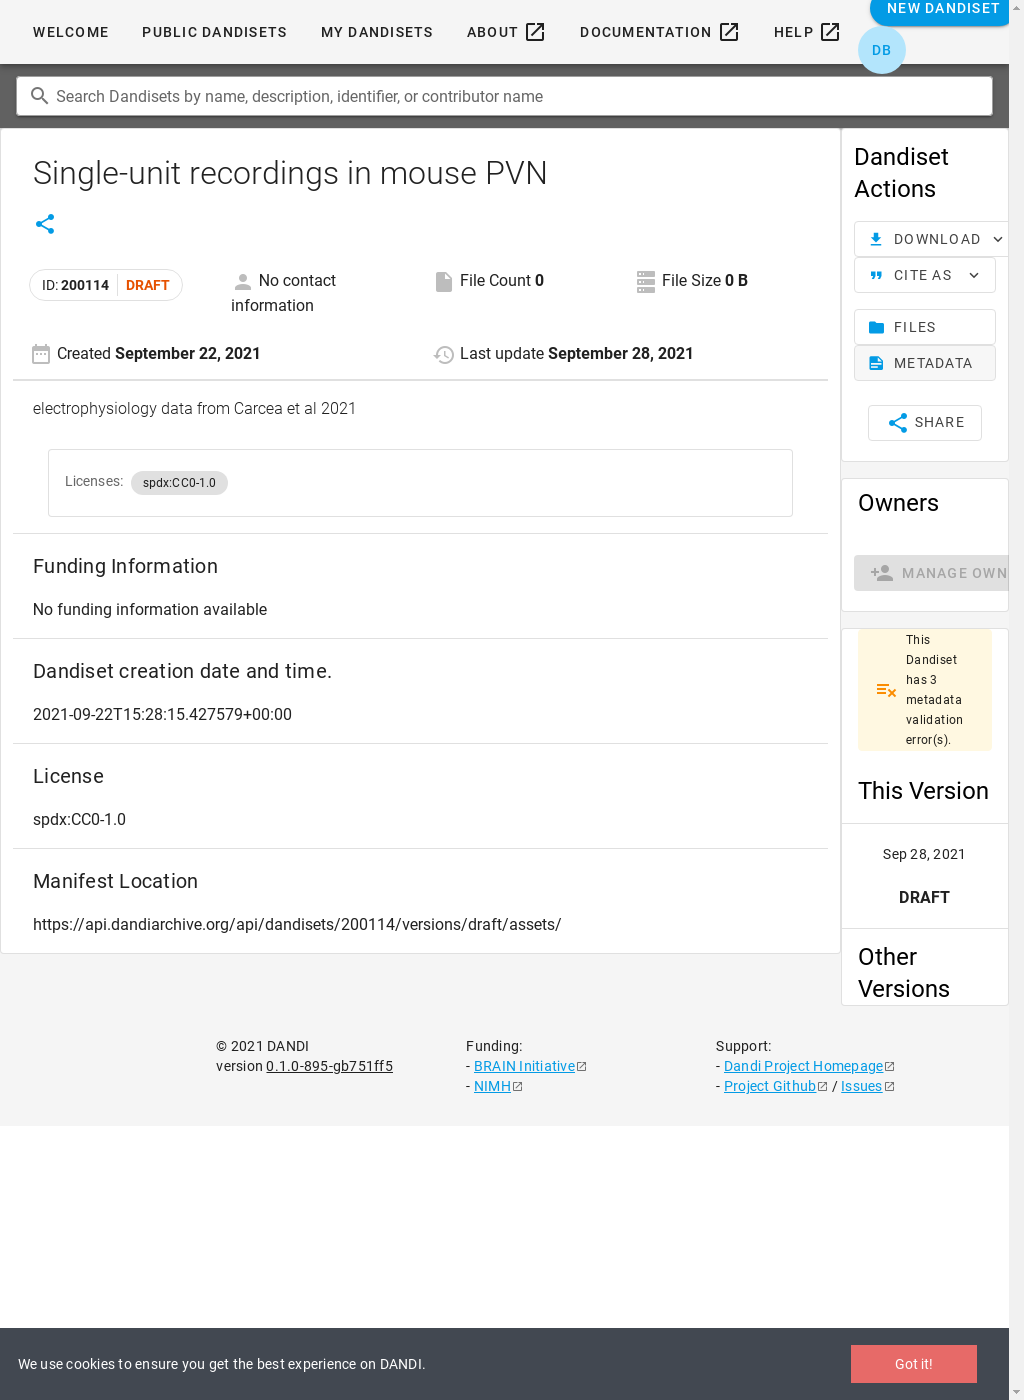 WELCOME PUBLIC DANDISETS MY DANDISETS ABOUT DOCUMENTATION HELP NEW DANDISET
DB
Search Dandisets by name, description, identifier, or contributor name
Single-unit recordings in mouse PVN
ID: 200114 DRAFT
No contact
information
File Count 0
File Size 0 B
Created September 22, 2021
Last update September 28, 2021
electrophysiology data from Carcea et al 2021
Licenses: spdx:CC0-1.0
Funding Information
No funding information available
Dandiset creation date and time.
2021-09-22T15:28:15.427579+00:00
License
spdx:CC0-1.0
Manifest Location
https://api.dandiarchive.org/api/dandisets/200114/versions/draft/assets/
Dandiset
Actions
DOWNLOAD
CITE AS
FILES
METADATA
SHARE
Owners
MANAGE OWN
This
Dandiset
has 3
metadata
validation
error(s).
This Version
Sep 28, 2021
DRAFT
Other
Versions
© 2021 DANDI
version 0.1.0-895-gb751ff5
Funding:
- BRAIN Initiative
- NIMH
Support:
- Dandi Project Homepage
- Project Github / Issues
We use cookies to ensure you get the best experience on DANDI.
Got it!